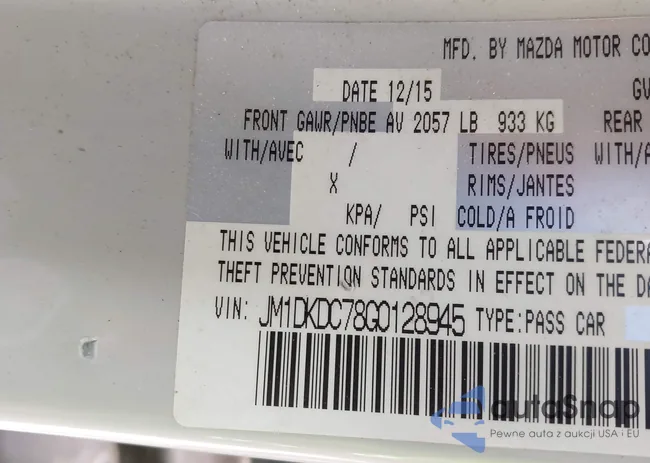 MFD. BY MAZDA MOTOR CO
DATE 12/15 GV
FRONT GAWR/PNBE AV 2057 LB 933 KG REAR
WITH/AVEC / TIRES/PNEUS WITH/A
X RIMS/JANTES
KPA/ PSI COLD/A FROID
THIS VEHICLE CONFORMS TO ALL APPLICABLE FEDERA
THEFT PREVENTION STANDARDS IN EFFECT ON THE DA
VIN: JM1DKDC78G0128945 TYPE:PASS CAR
autoSnap
Pewne auta z aukcji USA i EU